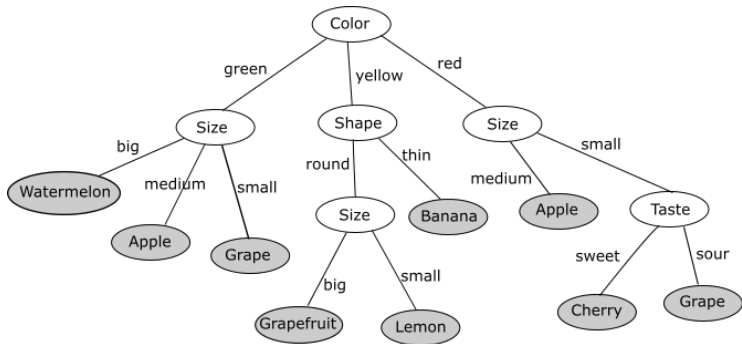 Color
green
yellow
red
Size
Shape
Size
big
medium
small
round
thin
medium
small
Watermelon
Apple
Grape
Size
Banana
Apple
Taste
big
small
sweet
sour
Grapefruit
Lemon
Cherry
Grape